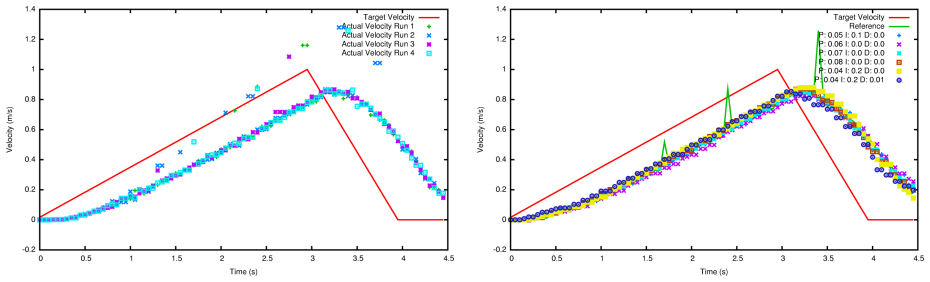 1.4
1.2
1
0.8
0.6
0.4
0.2
0
-0.2
Velocity (m/s)
0 0.5 1 1.5 2 2.5 3 3.5 4 4.5
Time (s)
Target Velocity
Actual Velocity Run 1
Actual Velocity Run 2
Actual Velocity Run 3
Actual Velocity Run 4
1.4
1.2
1
0.8
0.6
0.4
0.2
0
-0.2
Velocity (m/s)
0 0.5 1 1.5 2 2.5 3 3.5 4 4.5
Time (s)
Target Velocity
Reference
P: 0.05 I: 0.1 D: 0.0
P: 0.06 I: 0.0 D: 0.0
P: 0.07 I: 0.0 D: 0.0
P: 0.08 I: 0.0 D: 0.0
P: 0.04 I: 0.2 D: 0.0
P: 0.04 I: 0.2 D: 0.01